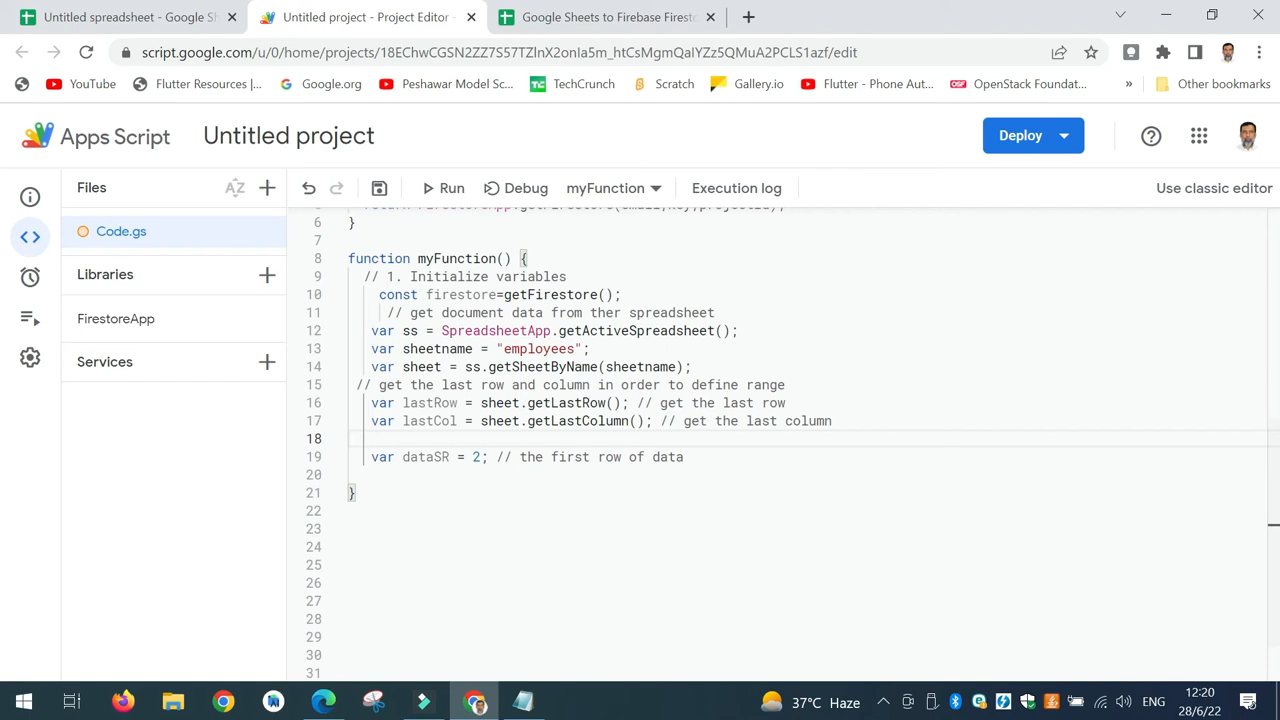 Untitled spreadsheet - Google Sh
Untitled project - Project Editor -
Google Sheets to Firebase Firesto
script.google.com/u/0/home/projects/18EChwCGSN2ZZ7S57TZlnX2onIa5m_htCsMgmQaIYZz5QMuA2PCLS1azf/edit
YouTube
Flutter Resources |...
Google.org
Peshawar Model Sc...
TechCrunch
Scratch
Gallery.io
Flutter - Phone Aut...
OpenStack Foundat...
»
Other bookmarks
Apps Script
Untitled project
Deploy
Files
AZ
Run
Debug
myFunction
Execution log
Use classic editor
Code.gs
Libraries
FirestoreApp
Services
6 }
7
8 function myFunction() {
9 // 1. Initialize variables
10 const firestore=getFirestore();
11 // get document data from ther spreadsheet
12 var ss = SpreadsheetApp.getActiveSpreadsheet();
13 var sheetname = "employees";
14 var sheet = ss.getSheetByName(sheetname);
15 // get the last row and column in order to define range
16 var lastRow = sheet.getLastRow(); // get the last row
17 var lastCol = sheet.getLastColumn(); // get the last column
18
19 var dataSR = 2; // the first row of data
20
21 }
22
23
24
25
26
27
28
29
30
31
37°C Haze
ENG
12:20
28/6/22